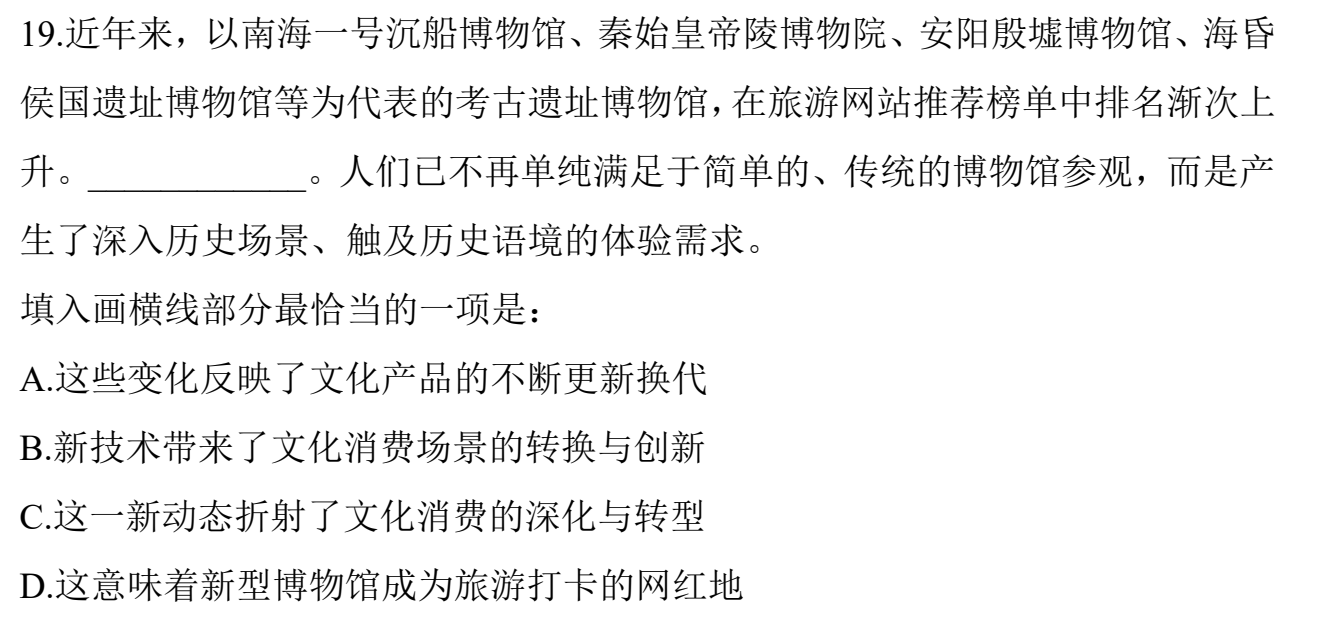 19.近年来，以南海一号沉船博物馆、秦始皇帝陵博物院、安阳殷墟博物馆、海昏
侯国遗址博物馆等为代表的考古遗址博物馆，在旅游网站推荐榜单中排名渐次上
升。____________。人们已不再单纯满足于简单的、传统的博物馆参观，而是产
生了深入历史场景、触及历史语境的体验需求。
填入画横线部分最恰当的一项是：
A.这些变化反映了文化产品的不断更新换代
B.新技术带来了文化消费场景的转换与创新
C.这一新动态折射了文化消费的深化与转型
D.这意味着新型博物馆成为旅游打卡的网红地